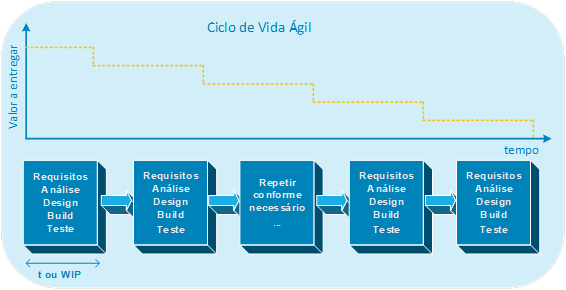 Ciclo de Vida Ágil
Valor a entregar
tempo
Requisitos
Análise
Design
Build
Teste
Requisitos
Análise
Design
Build
Teste
Repetir
conforme
necessário
...
Requisitos
Análise
Design
Build
Teste
Requisitos
Análise
Design
Build
Teste
t ou WIP